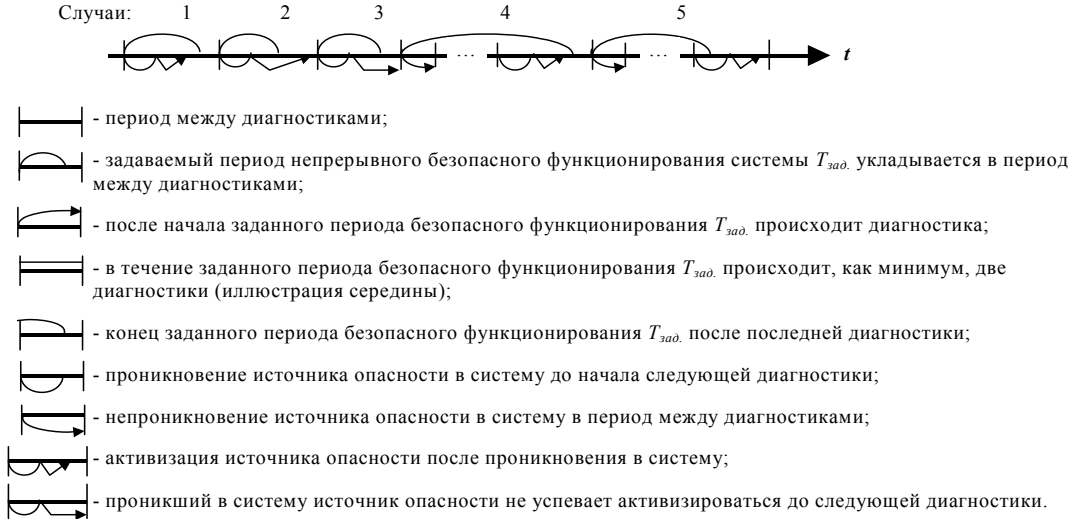 Случаи: 1 2 3 4 5
... ... t
- период между диагностиками;
- задаваемый период непрерывного безопасного функционирования системы Tзад. укладывается в период
между диагностиками;
- после начала заданного периода безопасного функционирования Tзад. происходит диагностика;
- в течение заданного периода безопасного функционирования Tзад. происходит, как минимум, две
диагностики (иллюстрация середины);
- конец заданного периода безопасного функционирования Tзад. после последней диагностики;
- проникновение источника опасности в систему до начала следующей диагностики;
- непроникновение источника опасности в систему в период между диагностиками;
- активизация источника опасности после проникновения в систему;
- проникший в систему источник опасности не успевает активизироваться до следующей диагностики.